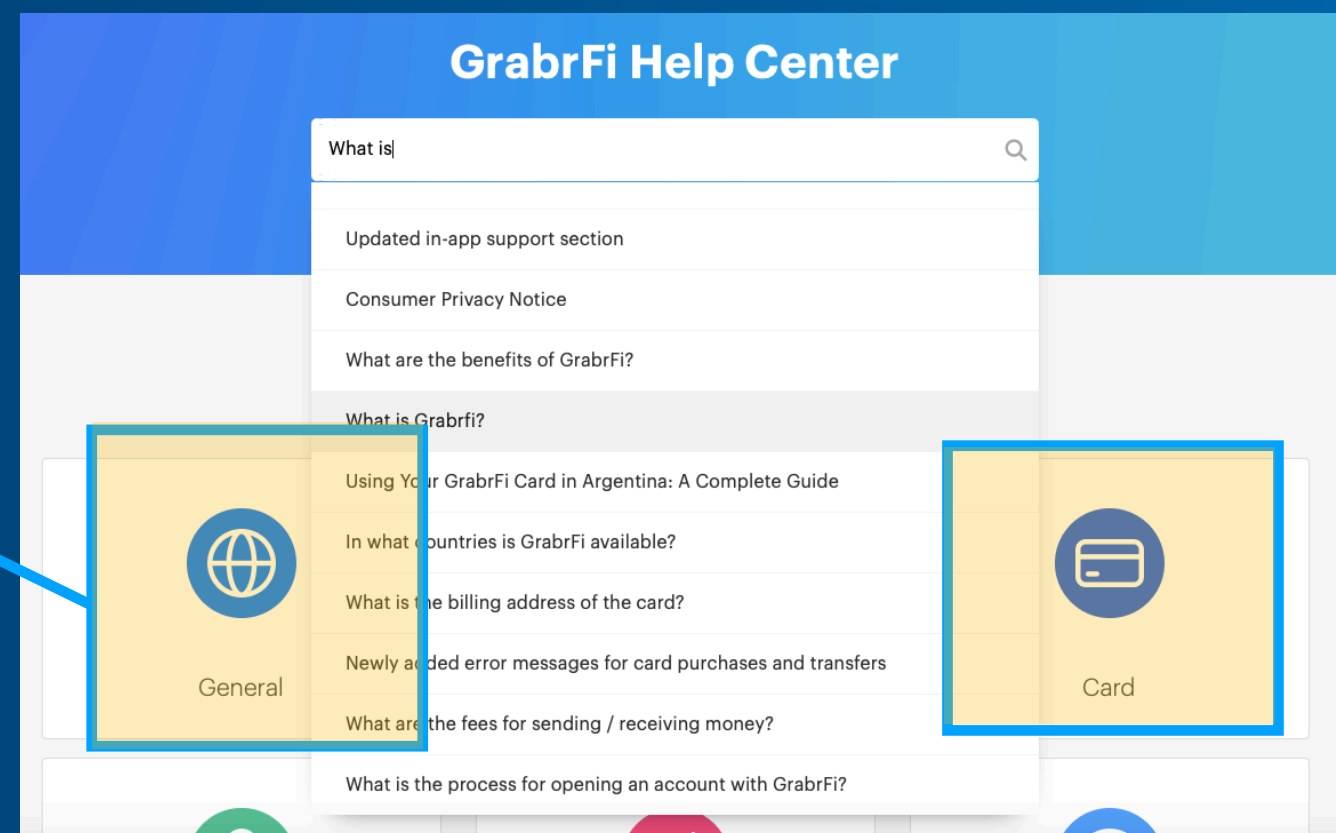 GrabrFi Help Center
What is
Updated in-app support section
Consumer Privacy Notice
What are the benefits of GrabrFi?
What is Grabrfi?
Using Your GrabrFi Card in Argentina: A Complete Guide
In what countries is GrabrFi available?
What is the billing address of the card?
Newly added error messages for card purchases and transfers
What are the fees for sending / receiving money?
What is the process for opening an account with GrabrFi?
General
Card